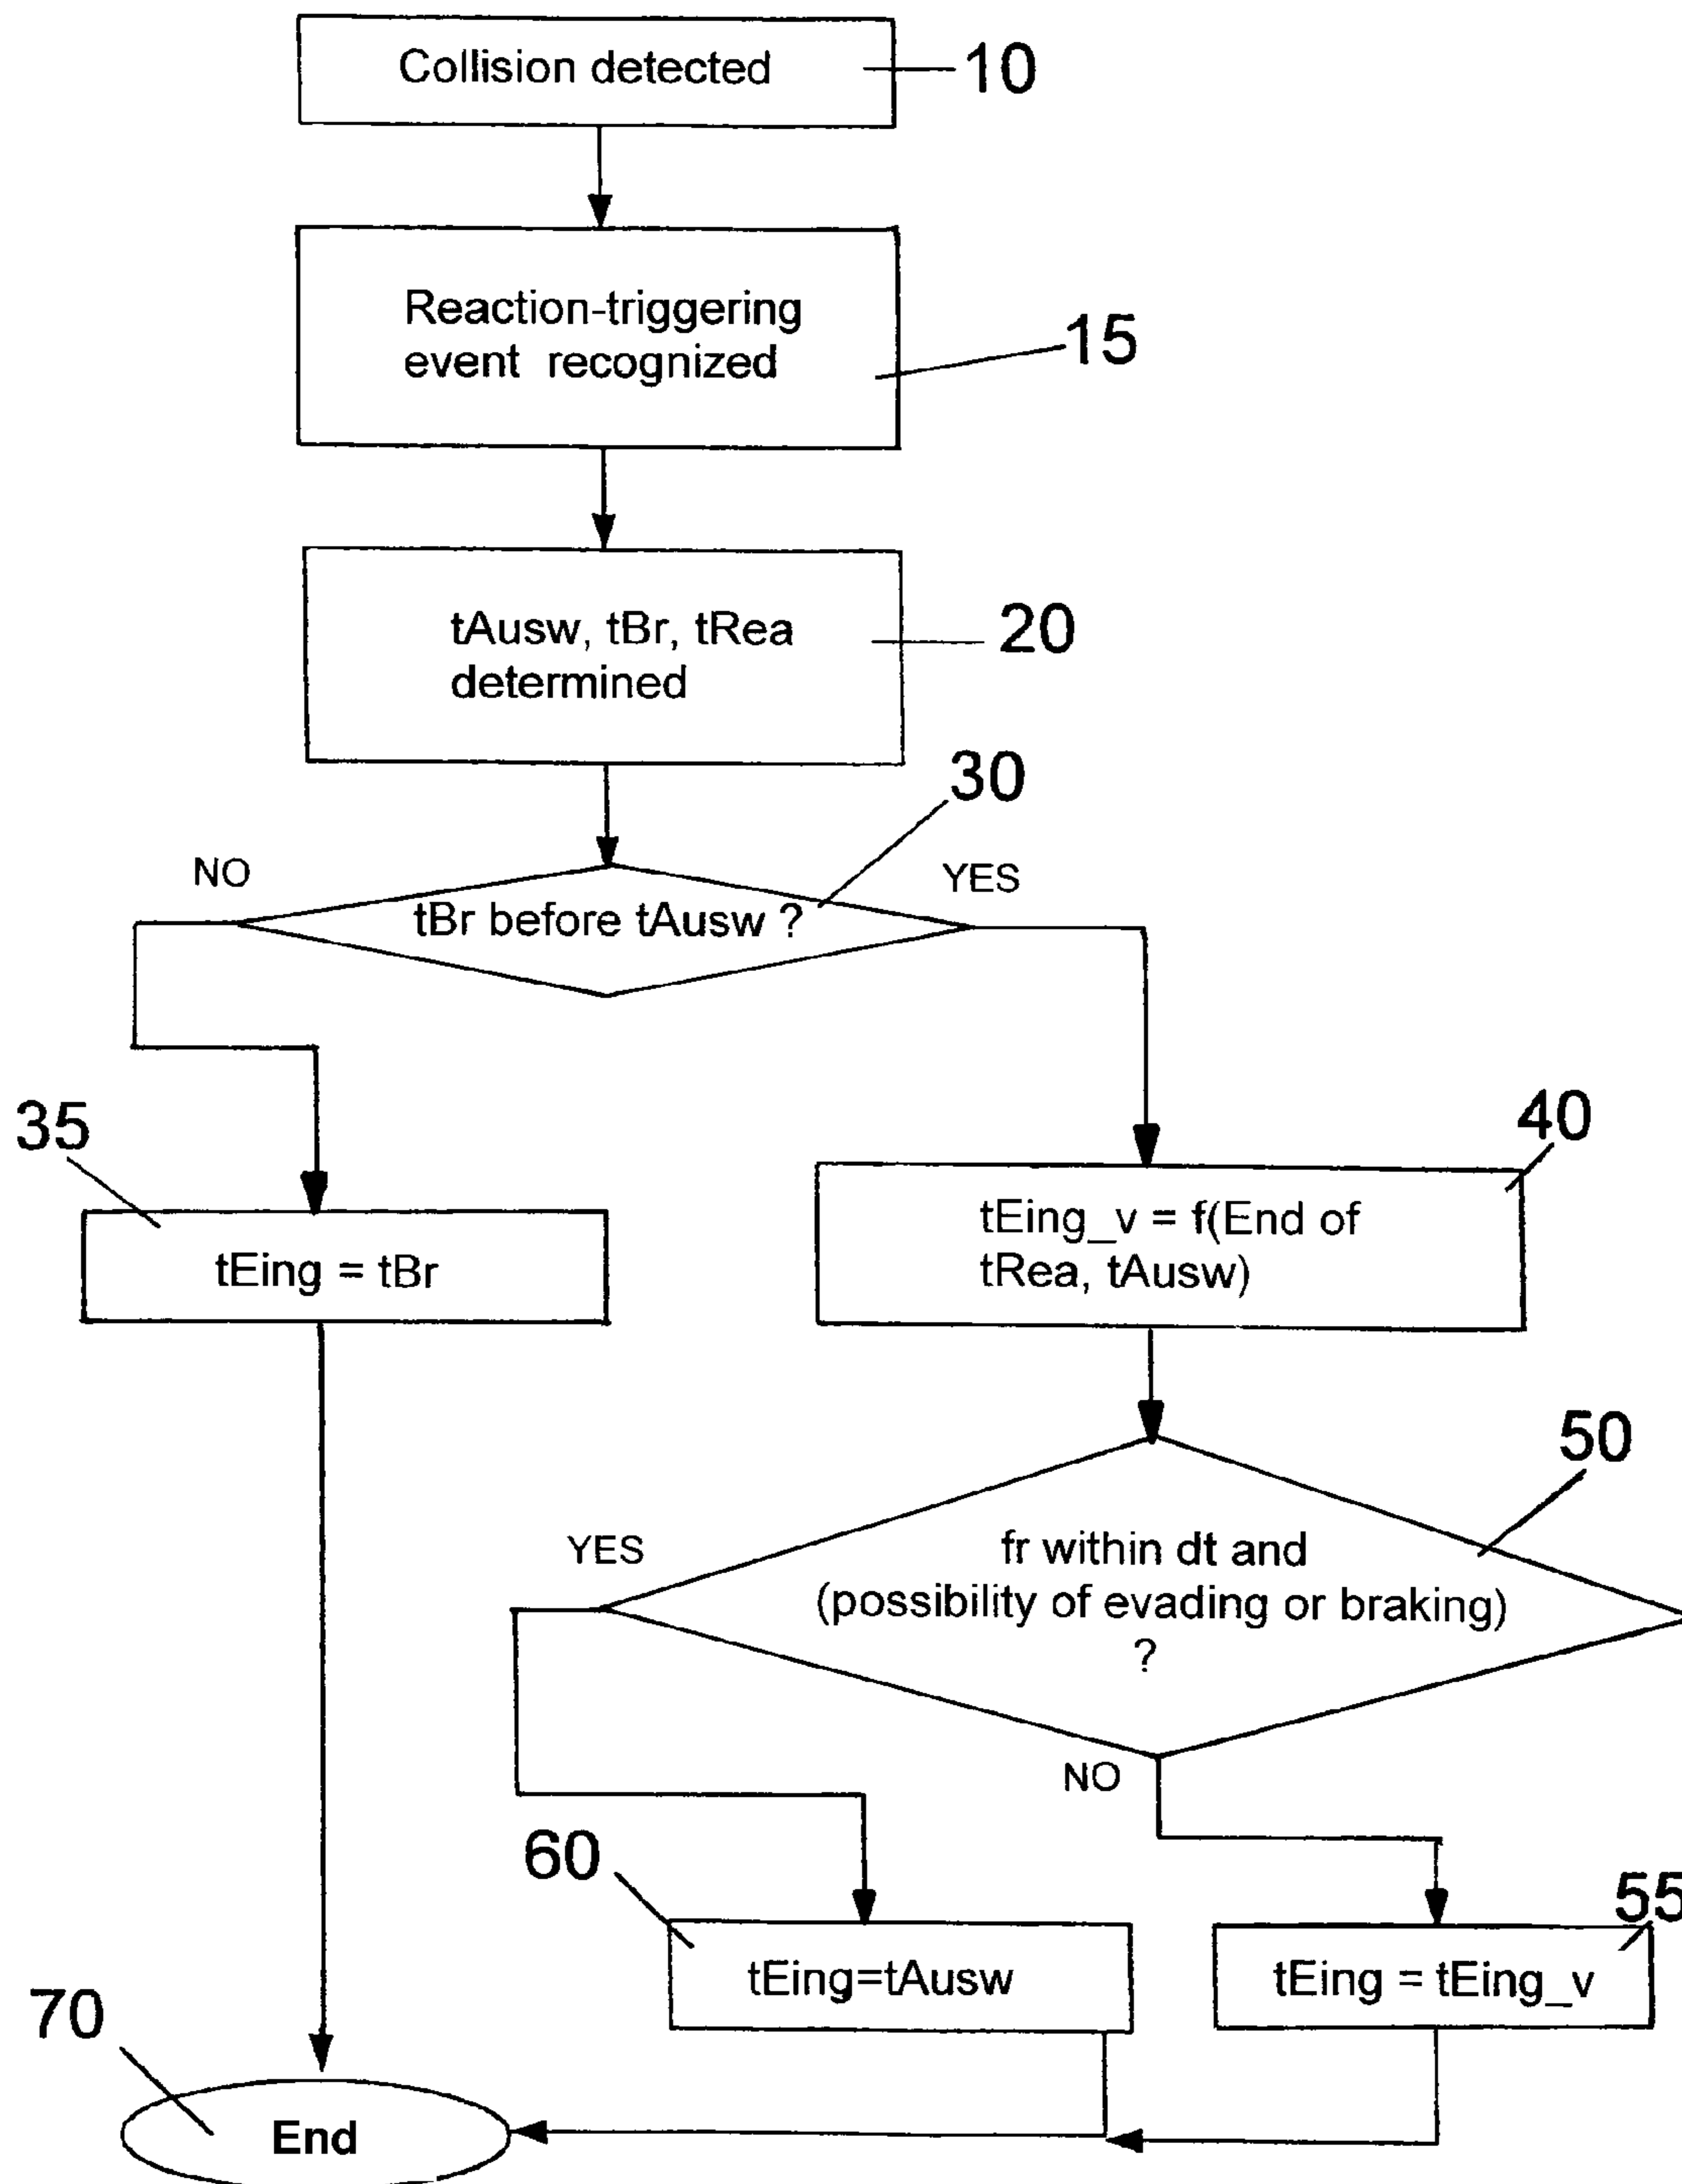 Collision detected
10
Reaction-triggering
event recognized
15
tAusw, tBr, tRea
determined
20
30
NO
YES
tBr before tAusw ?
35
tEing = tBr
40
tEing_v = f(End of
tRea, tAusw)
50
YES
fr within dt and
(possibility of evading or braking)
?
NO
60
tEing=tAusw
55
tEing = tEing_v
70
End